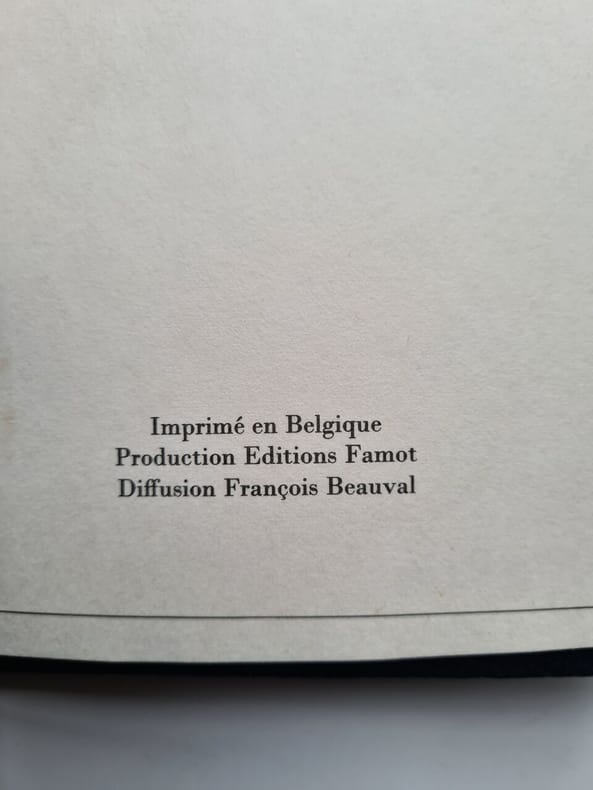 Imprimé en Belgique
Production Editions Famot
Diffusion François Beauval